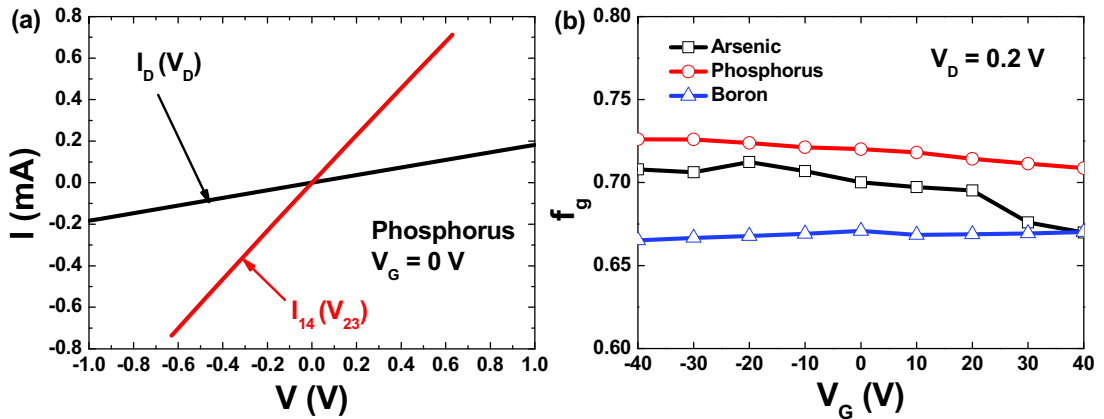 (a)
0.8
0.6
0.4
0.2
0.0
-0.2
-0.4
-0.6
-0.8
I (mA)
I_D (V_D)
Phosphorus
V_G = 0 V
I_14 (V_23)
-1.0 -0.8 -0.6 -0.4 -0.2 0.0 0.2 0.4 0.6 0.8 1.0
V (V)
(b)
0.80
0.75
0.70
0.65
0.60
f_g
Arsenic
Phosphorus
Boron
V_D = 0.2 V
-40 -30 -20 -10 0 10 20 30 40
V_G (V)